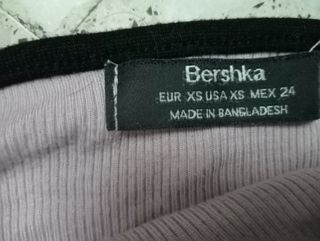 Bershka
EUR XS USA XS MEX 24
MADE IN BANGLADESH